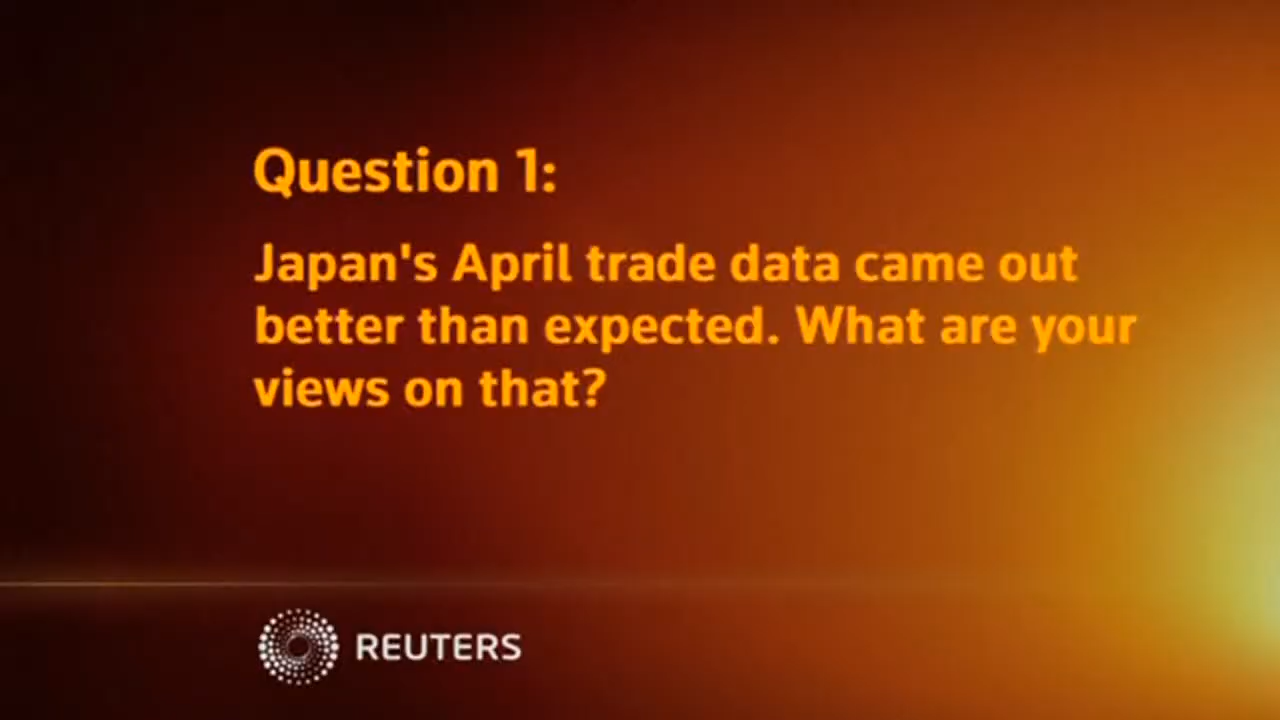 Question 1:
Japan's April trade data came out
better than expected. What are your
views on that?
REUTERS